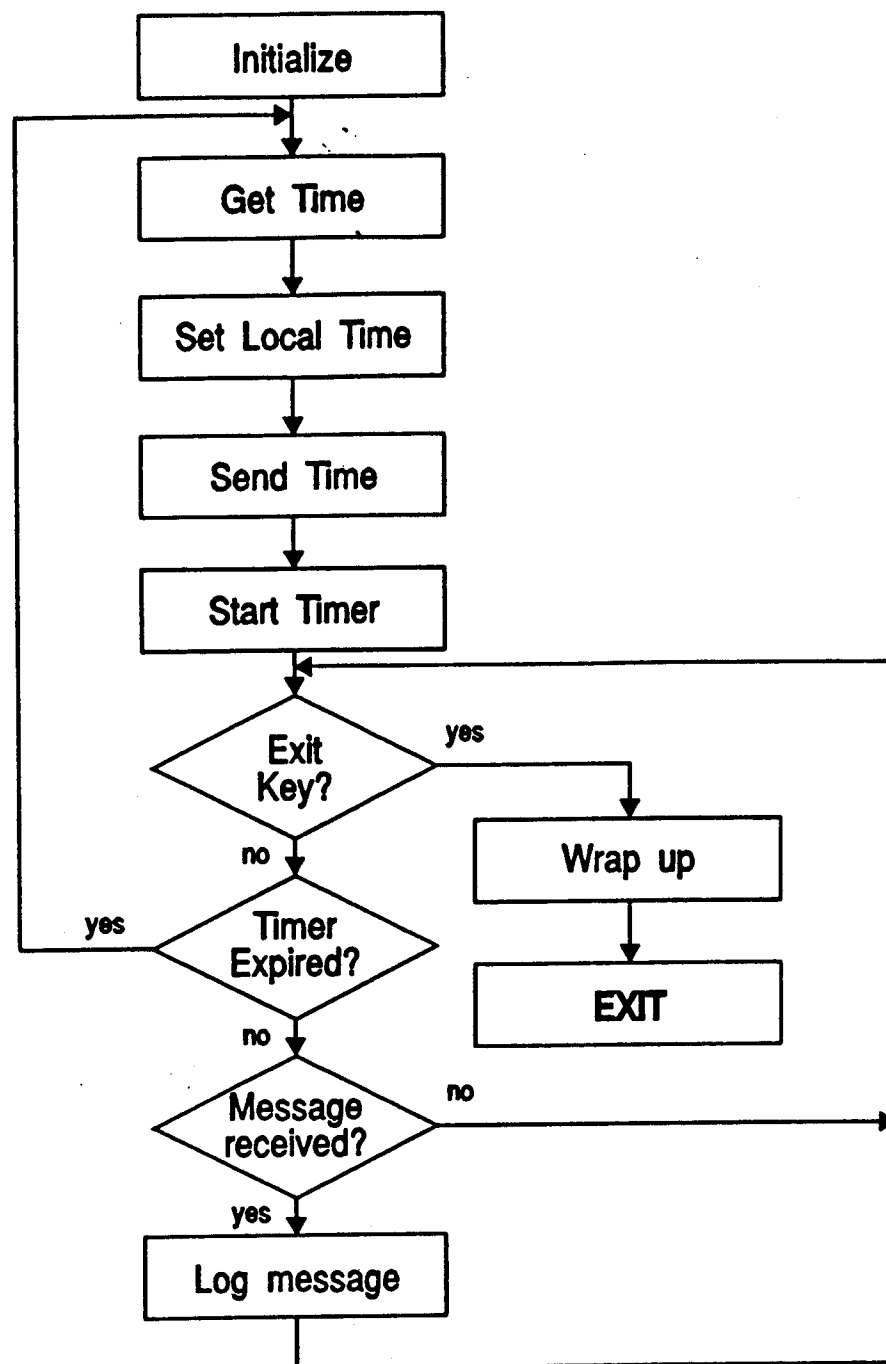 Initialize
Get Time
Set Local Time
Send Time
Start Timer
Exit
Key?
yes
no
Wrap up
Timer
Expired?
yes
no
EXIT
Message
received?
no
yes
Log message